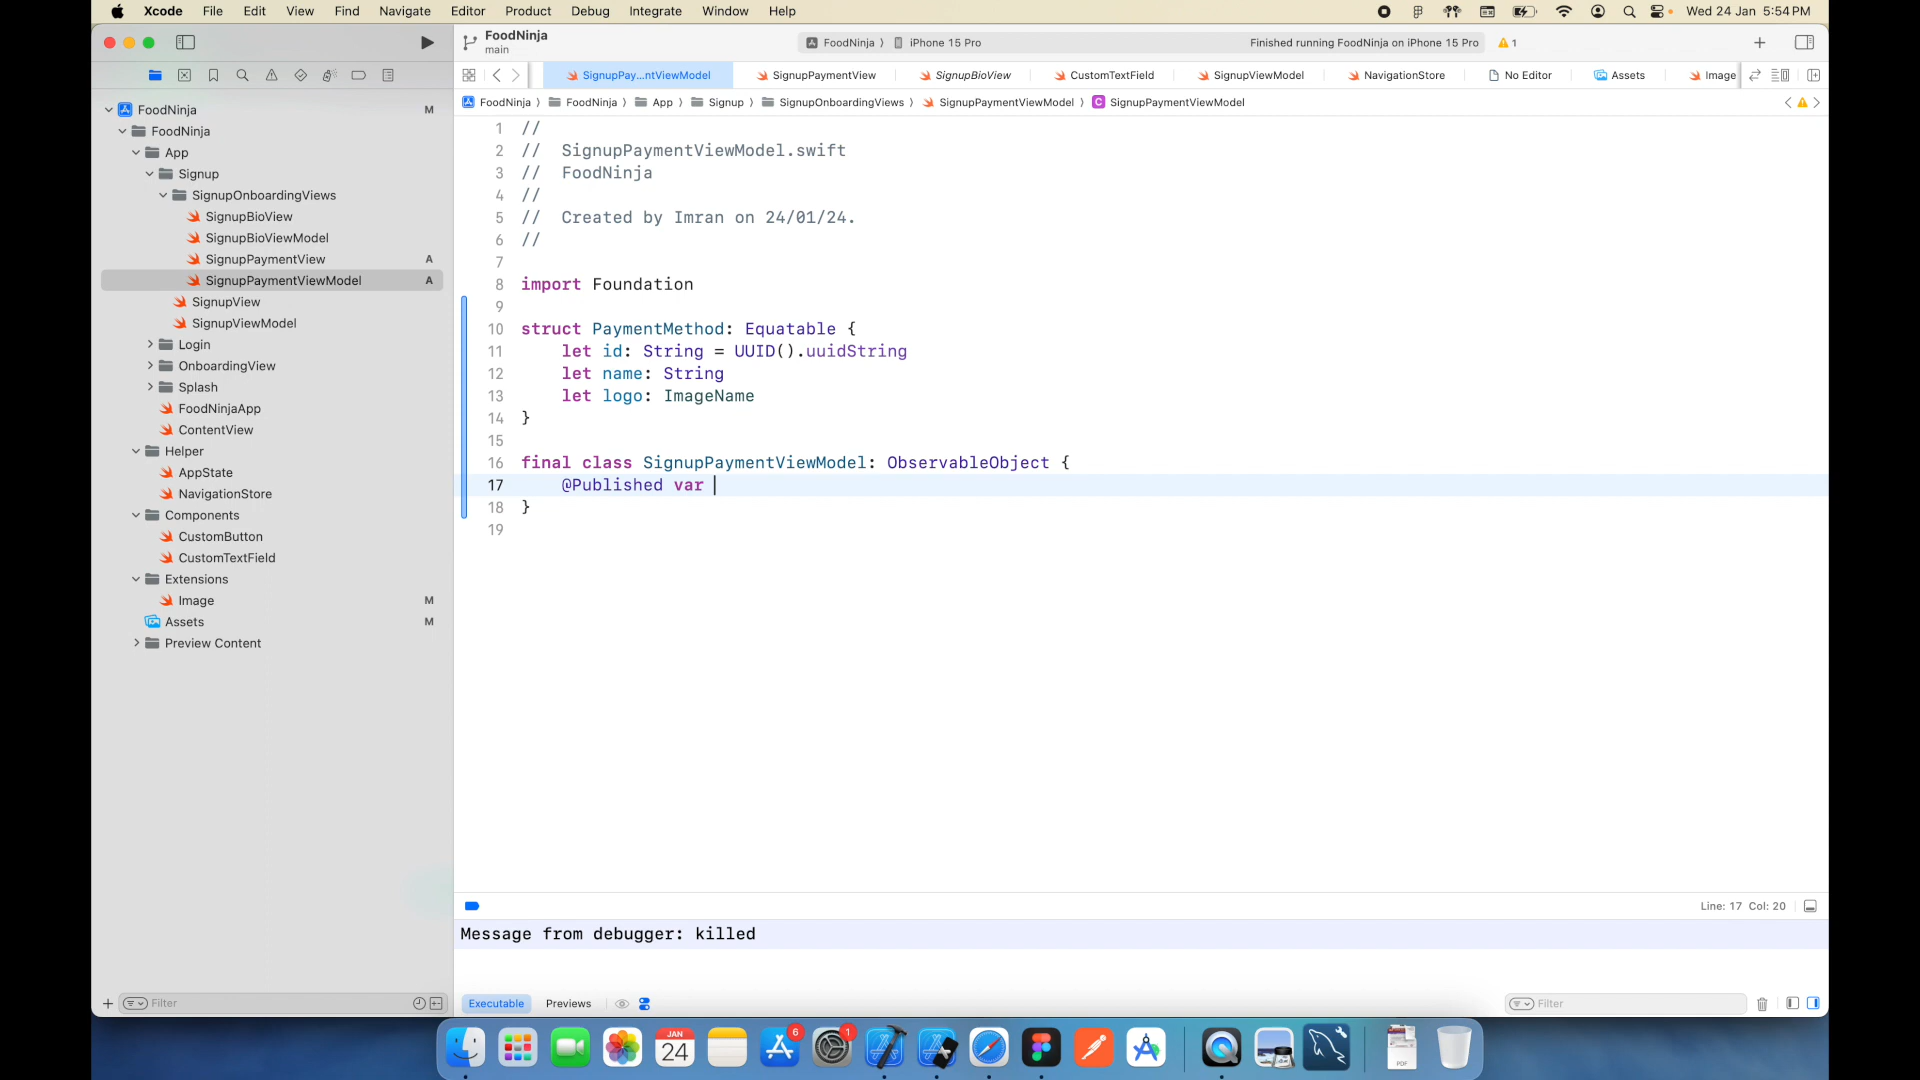 Xcode File Edit View Find Navigate Editor Product Debug Integrate Window Help Wed 24 Jan 5:54 PM
FoodNinja
main
FoodNinja ⟩ iPhone 15 Pro Finished running FoodNinja on iPhone 15 Pro 1
SignupPay...ntViewModel SignupPaymentView SignupBioView CustomTextField SignupViewModel NavigationStore No Editor Assets Image
FoodNinja ⟩ FoodNinja ⟩ App ⟩ Signup ⟩ SignupOnboardingViews ⟩ SignupPaymentViewModel ⟩ C SignupPaymentViewModel
FoodNinja M
FoodNinja
App
Signup
SignupOnboardingViews
SignupBioView
SignupBioViewModel
SignupPaymentView A
SignupPaymentViewModel A
SignupView
SignupViewModel
Login
OnboardingView
Splash
FoodNinjaApp
ContentView
Helper
AppState
NavigationStore
Components
CustomButton
CustomTextField
Extensions
Image M
Assets M
Preview Content
Filter
1 //
2 // SignupPaymentViewModel.swift
3 // FoodNinja
4 //
5 // Created by Imran on 24/01/24.
6 //
7
8 import Foundation
9
10 struct PaymentMethod: Equatable {
11 let id: String = UUID().uuidString
12 let name: String
13 let logo: ImageName
14 }
15
16 final class SignupPaymentViewModel: ObservableObject {
17 @Published var
18 }
19
Line: 17 Col: 20
Message from debugger: killed
Executable Previews Filter
JAN
24
6
1
PDF